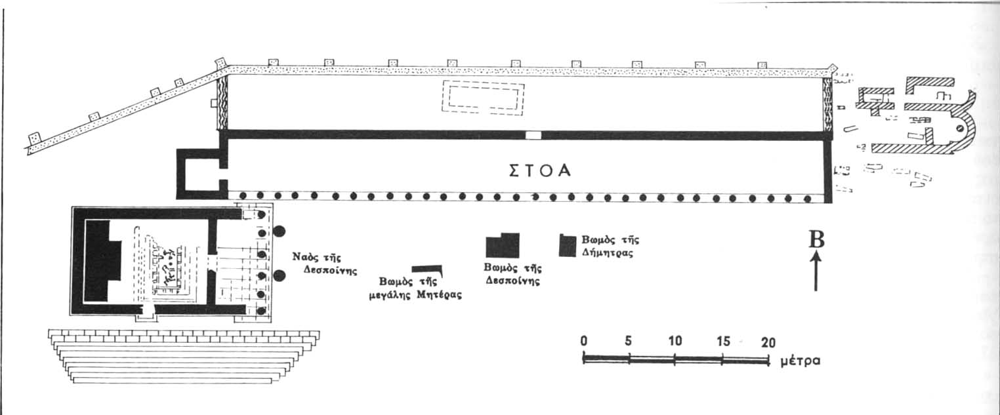 ΣΤΟΑ
Ναὸς τῆς
Δεσποίνης
Βωμὸς τῆς
μεγάλης Μητέρας
Βωμὸς τῆς
Δεσποίνης
Βωμὸς τῆς
Δήμητρας
Β
0 5 10 15 20
μέτρα